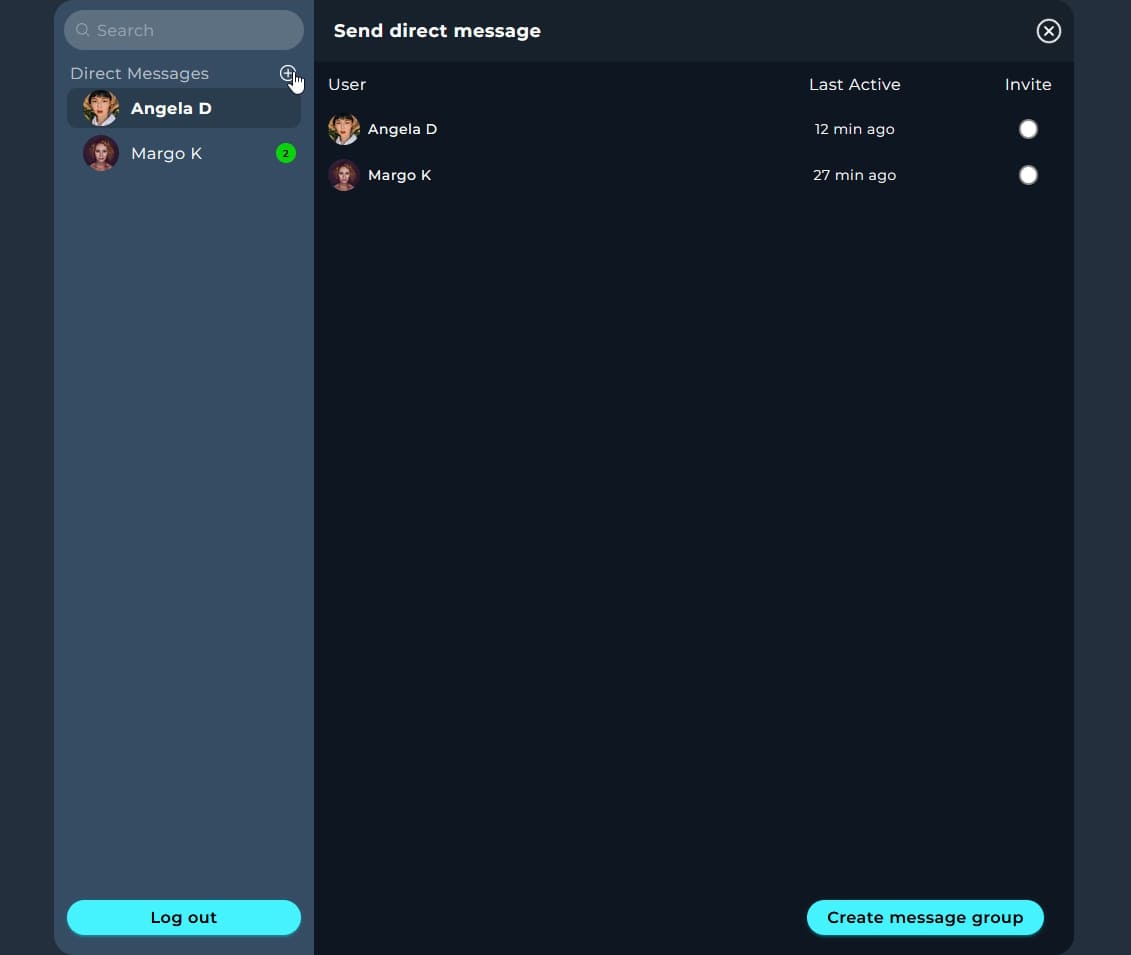 Search
Direct Messages
Angela D
Margo K 2
Log out
Send direct message
User Last Active Invite
Angela D 12 min ago
Margo K 27 min ago
Create message group